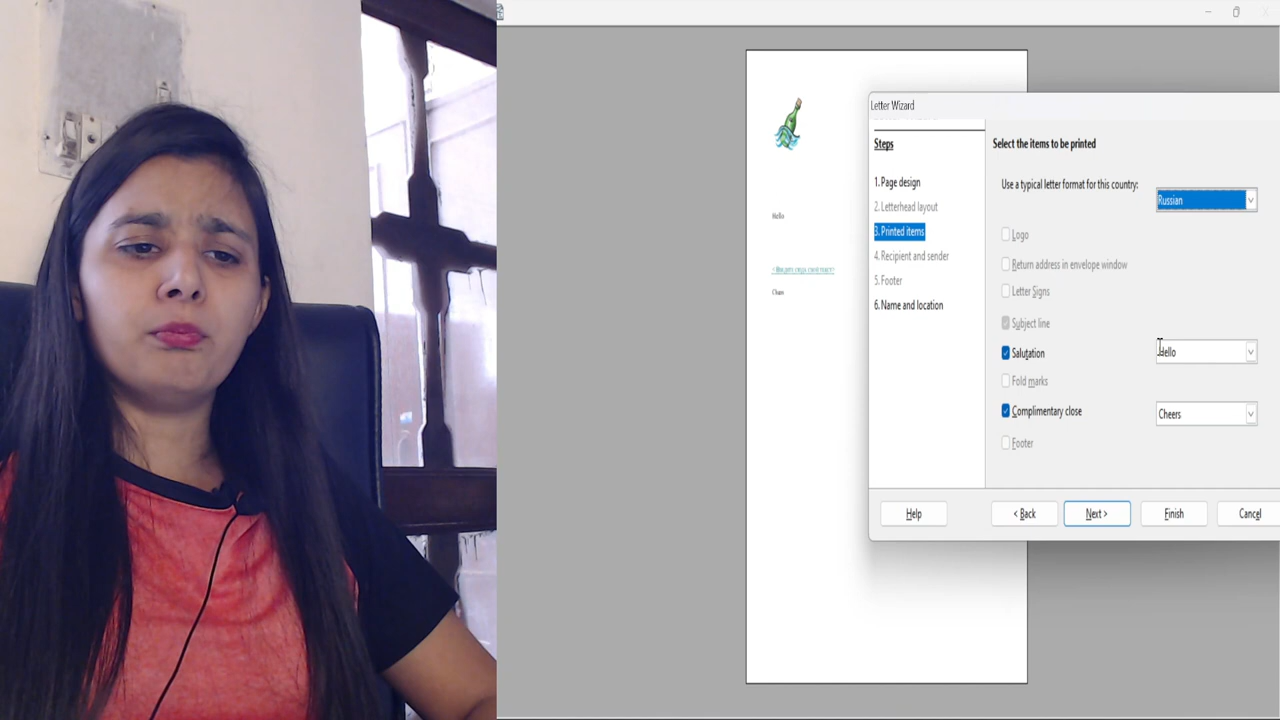 Letter Wizard
Steps
1. Page design
2. Letterhead layout
3. Printed items
4. Recipient and sender
5. Footer
6. Name and location
Select the items to be printed
Use a typical letter format for this country:
Russian
Logo
Return address in envelope window
Letter Signs
Subject line
Salutation
Hello
Fold marks
Complimentary close
Cheers
Footer
Help
< Back
Next >
Finish
Cancel
Hello